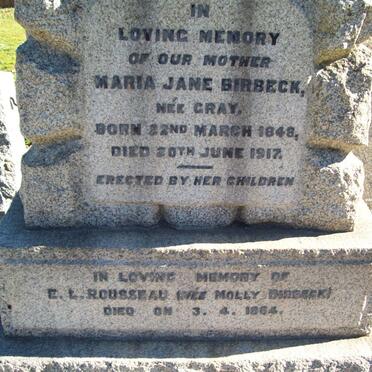 IN
LOVING MEMORY
OF OUR MOTHER
MARIA JANE BIRBECK,
NÉE GRAY,
BORN 22ND MARCH 1848,
DIED 20TH JUNE 1917.
ERECTED BY HER CHILDREN
IN LOVING MEMORY OF
E. L. ROUSSEAU (NÉE MOLLY BIRBECK)
DIED ON 3. 4. 1964.